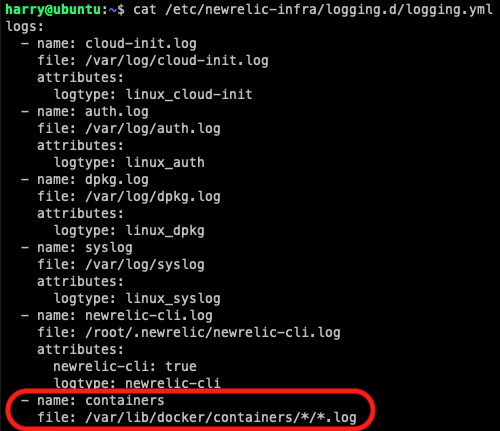 harry@ubuntu:~$ cat /etc/newrelic-infra/logging.d/logging.yml
logs:
  - name: cloud-init.log
    file: /var/log/cloud-init.log
    attributes:
      logtype: linux_cloud-init
  - name: auth.log
    file: /var/log/auth.log
    attributes:
      logtype: linux_auth
  - name: dpkg.log
    file: /var/log/dpkg.log
    attributes:
      logtype: linux_dpkg
  - name: syslog
    file: /var/log/syslog
    attributes:
      logtype: linux_syslog
  - name: newrelic-cli.log
    file: /root/.newrelic/newrelic-cli.log
    attributes:
      newrelic-cli: true
      logtype: newrelic-cli
  - name: containers
    file: /var/lib/docker/containers/*/*.log